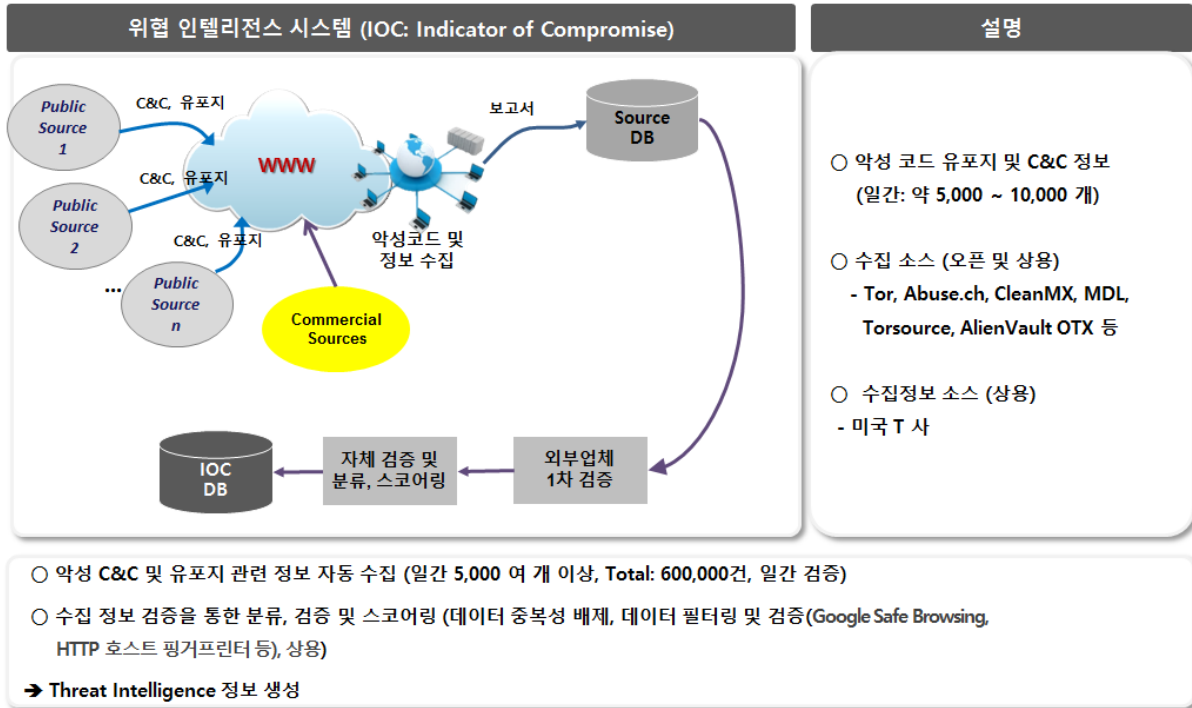 위협 인텔리전스 시스템 (IOC: Indicator of Compromise)
설명
Public
Source
1
C&C, 유포지
Public
Source
2
C&C, 유포지
...
Public
Source
n
C&C, 유포지
WWW
Commercial
Sources
악성코드 및
정보 수집
보고서
Source
DB
외부업체
1차 검증
자체 검증 및
분류, 스코어링
IOC
DB
○ 악성 코드 유포지 및 C&C 정보
(일간: 약 5,000 ~ 10,000 개)
○ 수집 소스 (오픈 및 상용)
- Tor, Abuse.ch, CleanMX, MDL,
Torsource, AlienVault OTX 등
○ 수집정보 소스 (상용)
- 미국 T 사
○ 악성 C&C 및 유포지 관련 정보 자동 수집 (일간 5,000 여 개 이상, Total: 600,000건, 일간 검증)
○ 수집 정보 검증을 통한 분류, 검증 및 스코어링 (데이터 중복성 배제, 데이터 필터링 및 검증(Google Safe Browsing,
HTTP 호스트 핑거프린터 등), 상용)
➔ Threat Intelligence 정보 생성